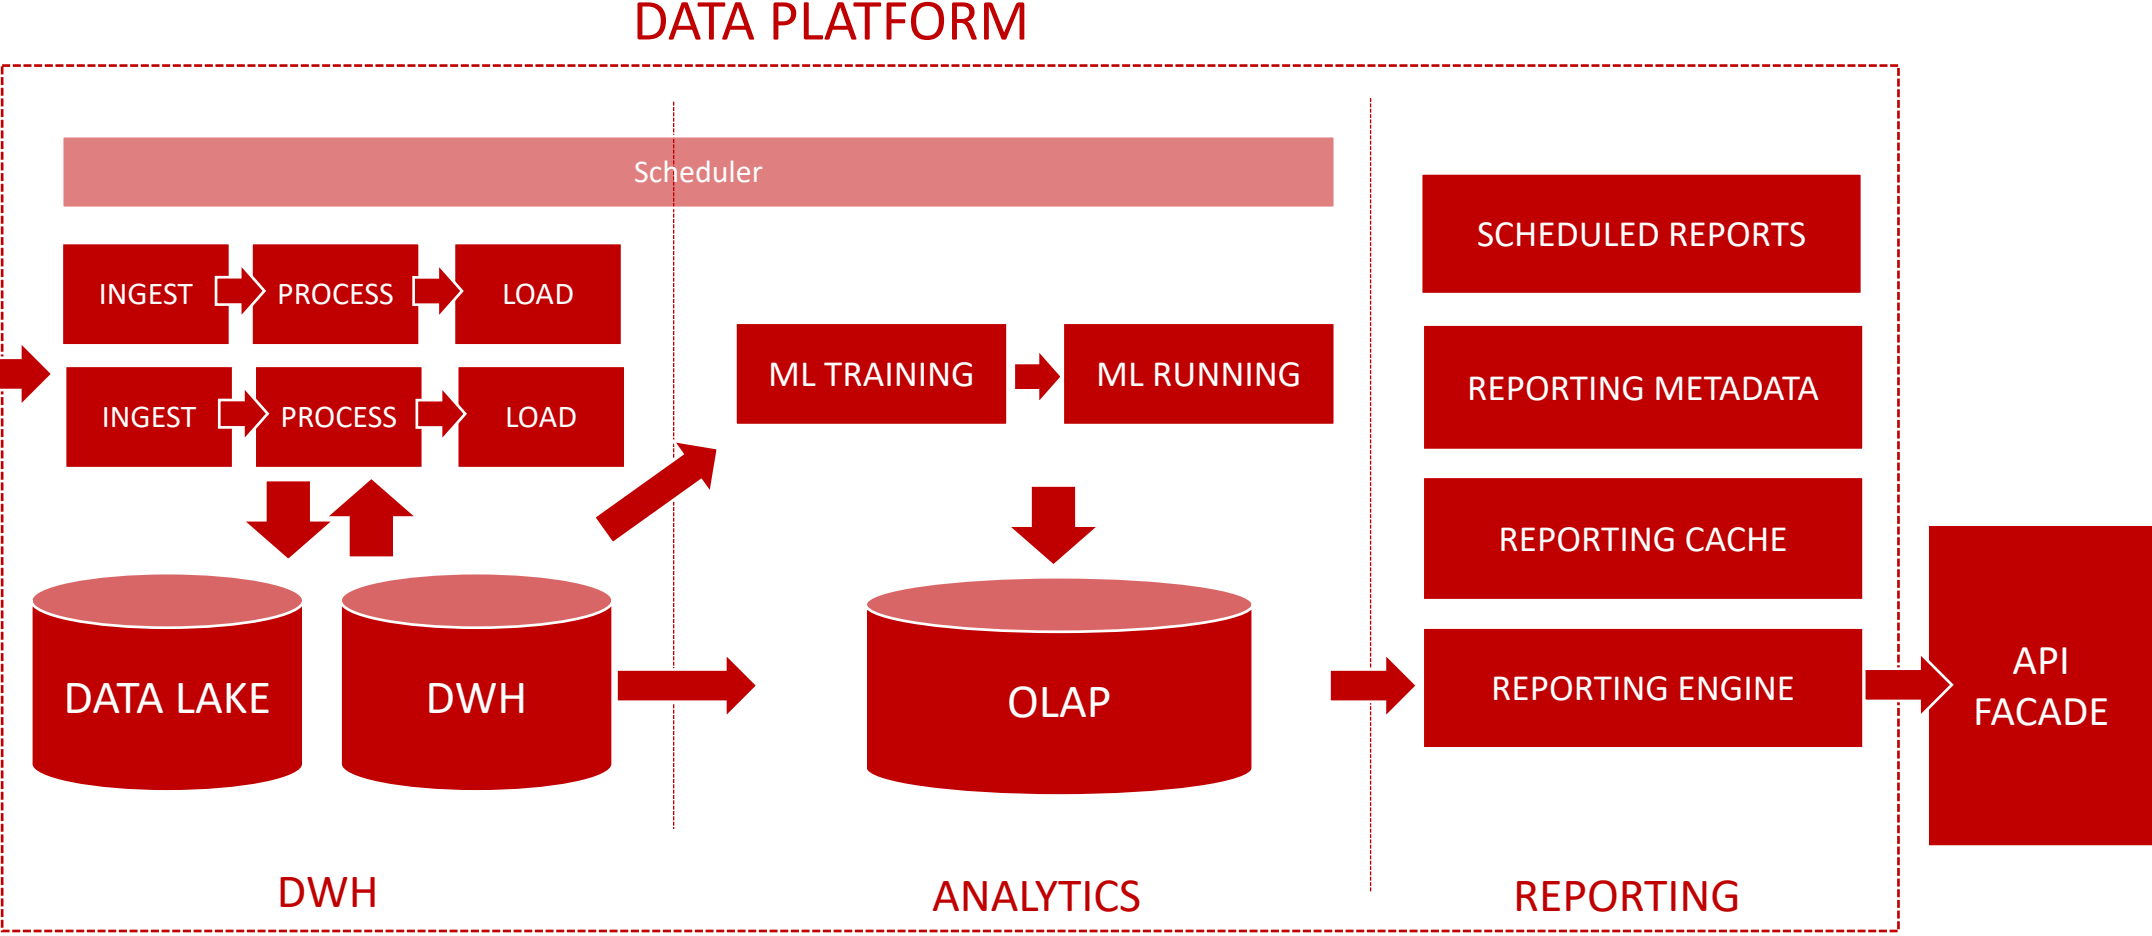 DATA PLATFORM
Scheduler
INGEST
PROCESS
LOAD
INGEST
PROCESS
LOAD
DATA LAKE
DWH
DWH
ML TRAINING
ML RUNNING
OLAP
ANALYTICS
SCHEDULED REPORTS
REPORTING METADATA
REPORTING CACHE
REPORTING ENGINE
REPORTING
API
FACADE